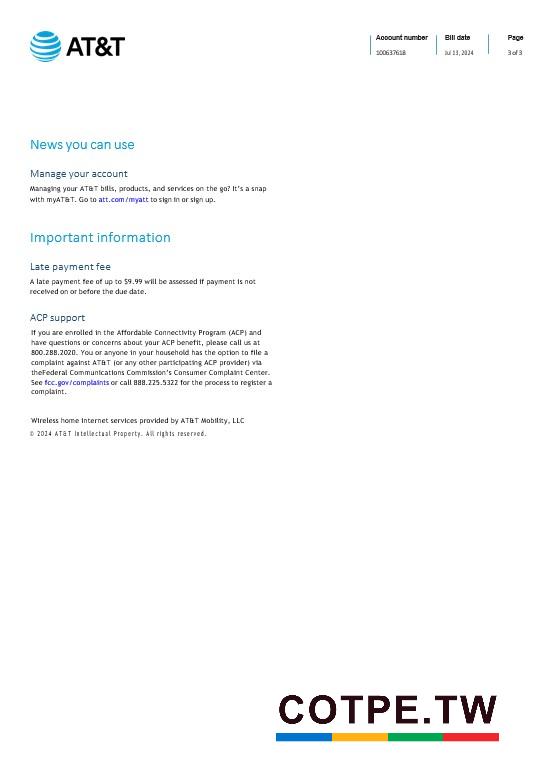 AT&T
Account number
Bill date
Page
100637618
Jul 13, 2024
3 of 3
News you can use
Manage your account
Managing your AT&T bills, products, and services on the go? It's a snap
with myAT&T. Go to att.com/myatt to sign in or sign up.
Important information
Late payment fee
A late payment fee of up to $9.99 will be assessed if payment is not
received on or before the due date.
ACP support
If you are enrolled in the Affordable Connectivity Program (ACP) and
have questions or concerns about your ACP benefit, please call us at
800.288.2020. You or anyone in your household has the option to file a
complaint against AT&T (or any other participating ACP provider) via
theFederal Communications Commission's Consumer Complaint Center.
See fcc.gov/complaints or call 888.225.5322 for the process to register a
complaint.
Wireless home internet services provided by AT&T Mobility, LLC
© 2024 AT&T Intellectual Property. All rights reserved.
COTPE.TW